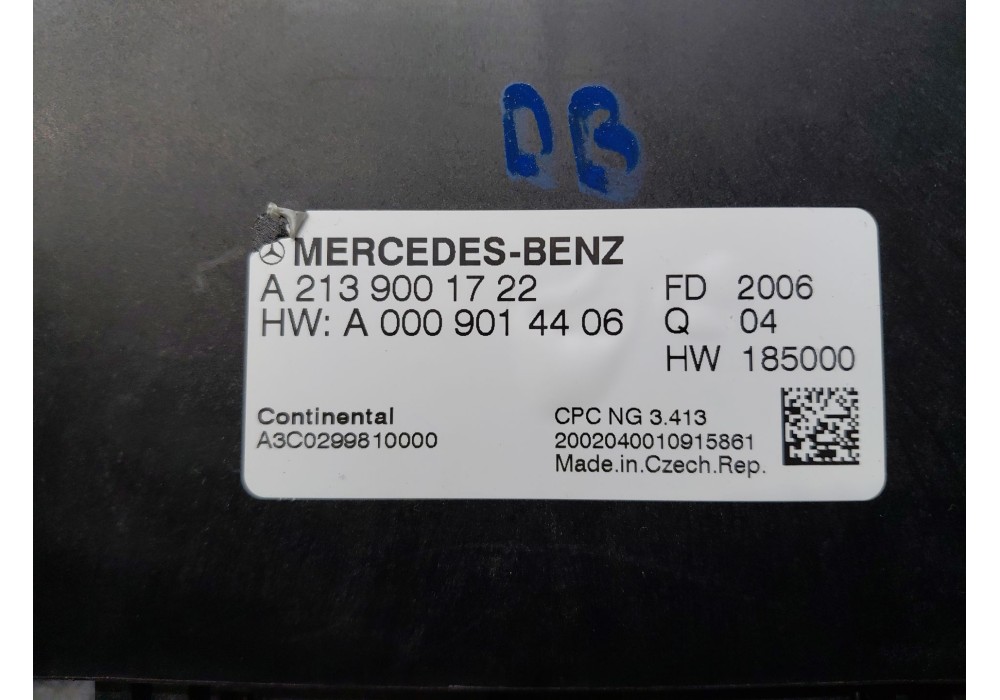 DB
MERCEDES-BENZ
A 213 900 17 22 FD 2006
HW: A 000 901 44 06 Q 04
HW 185000
Continental CPC NG 3.413
A3C0299810000 2002040010915861
Made.in.Czech.Rep.